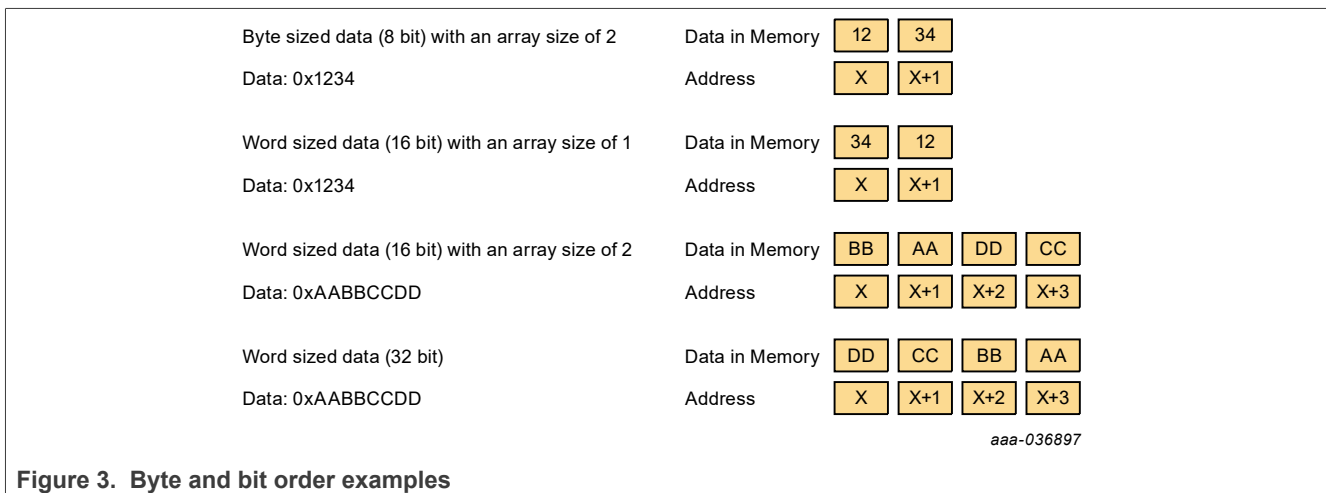 Byte sized data (8 bit) with an array size of 2 Data in Memory 12 34
Data: 0x1234 Address X X+1
Word sized data (16 bit) with an array size of 1 Data in Memory 34 12
Data: 0x1234 Address X X+1
Word sized data (16 bit) with an array size of 2 Data in Memory BB AA DD CC
Data: 0xAABBCCDD Address X X+1 X+2 X+3
Word sized data (32 bit) Data in Memory DD CC BB AA
Data: 0xAABBCCDD Address X X+1 X+2 X+3
aaa-036897
Figure 3. Byte and bit order examples